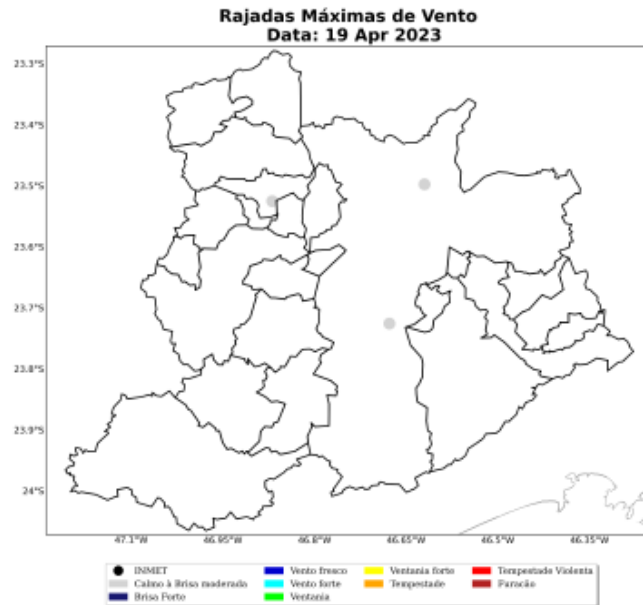 Rajadas Máximas de Vento
Data: 19 Apr 2023
23.3°S
23.4°S
23.5°S
23.6°S
23.7°S
23.8°S
23.9°S
24°S
47.1°W
46.95°W
46.8°W
46.65°W
46.5°W
46.35°W
INMET
Calmo à Brisa moderada
Brisa Forte
Vento fresco
Vento forte
Ventania
Ventania forte
Tempestade
Tempestade Violenta
Furacão